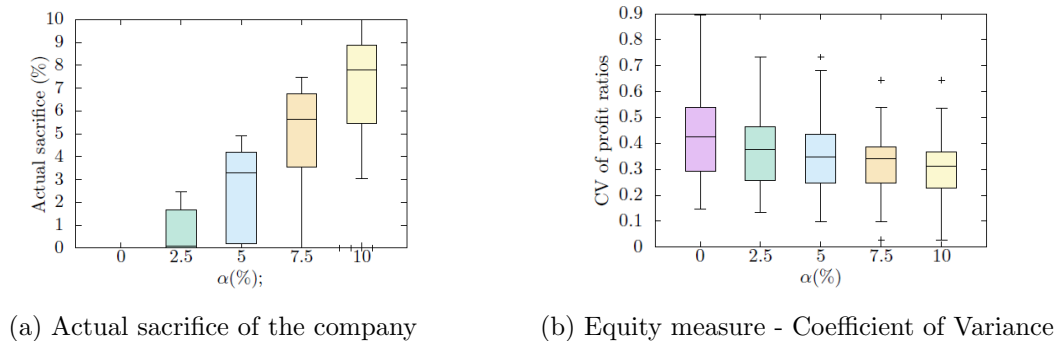 10
9
8
7
6
5
4
3
2
1
0
Actual sacrifice (%)
0 2.5 5 7.5 10
α(%);
(a) Actual sacrifice of the company
0.9
0.8
0.7
0.6
0.5
0.4
0.3
0.2
0.1
0
CV of profit ratios
0 2.5 5 7.5 10
α(%)
(b) Equity measure - Coefficient of Variance